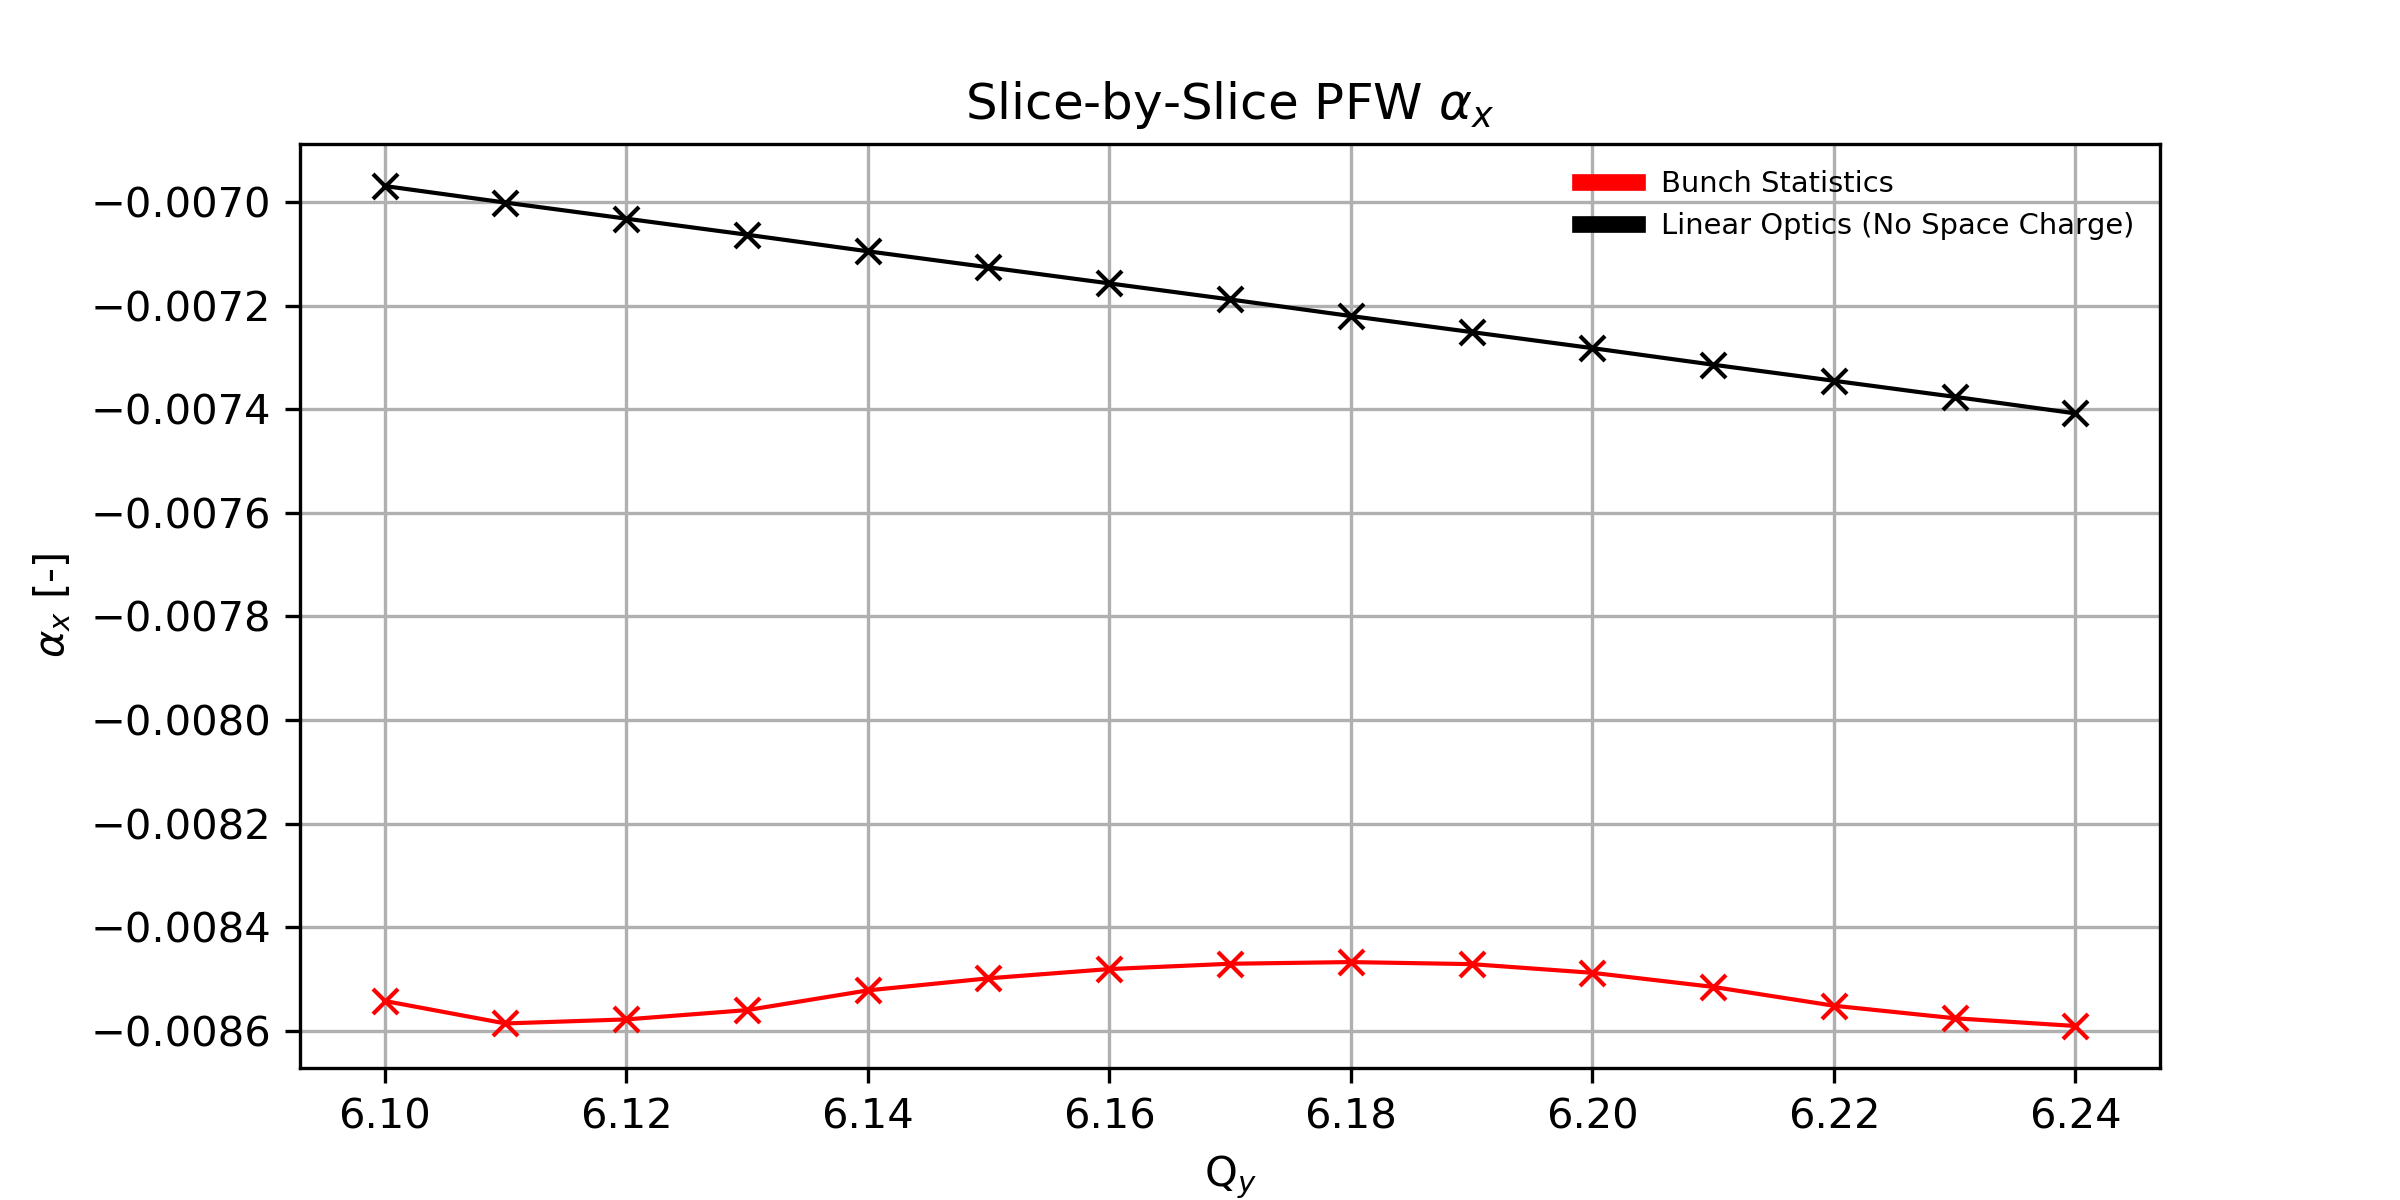 Slice-by-Slice PFW αₓ
Bunch Statistics
Linear Optics (No Space Charge)
αₓ [-]
−0.0070
−0.0072
−0.0074
−0.0076
−0.0078
−0.0080
−0.0082
−0.0084
−0.0086
6.10 6.12 6.14 6.16 6.18 6.20 6.22 6.24
Q_y